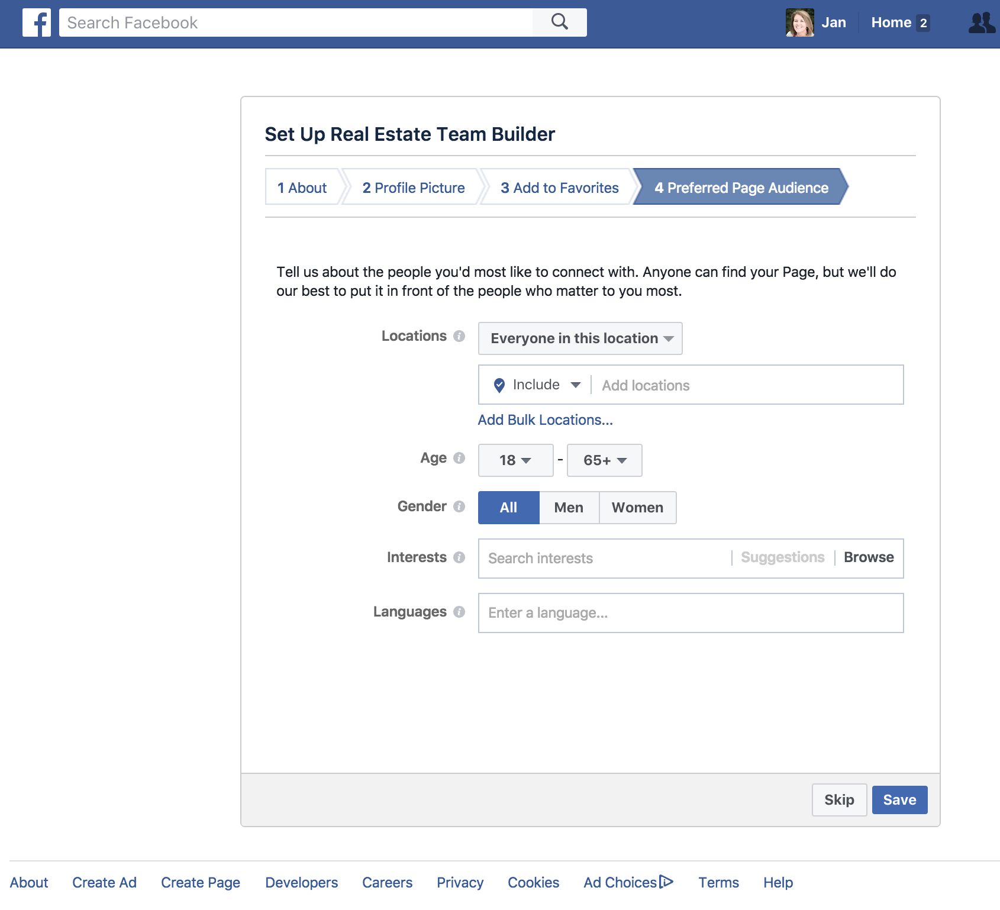 Search Facebook
Jan
Home 2
Set Up Real Estate Team Builder
1 About
2 Profile Picture
3 Add to Favorites
4 Preferred Page Audience
Tell us about the people you'd most like to connect with. Anyone can find your Page, but we'll do
our best to put it in front of the people who matter to you most.
Locations
Everyone in this location
Include
Add locations
Add Bulk Locations...
Age
18 - 65+
Gender
All Men Women
Interests
Search interests
Suggestions
Browse
Languages
Enter a language...
Skip
Save
About Create Ad Create Page Developers Careers Privacy Cookies Ad Choices Terms Help